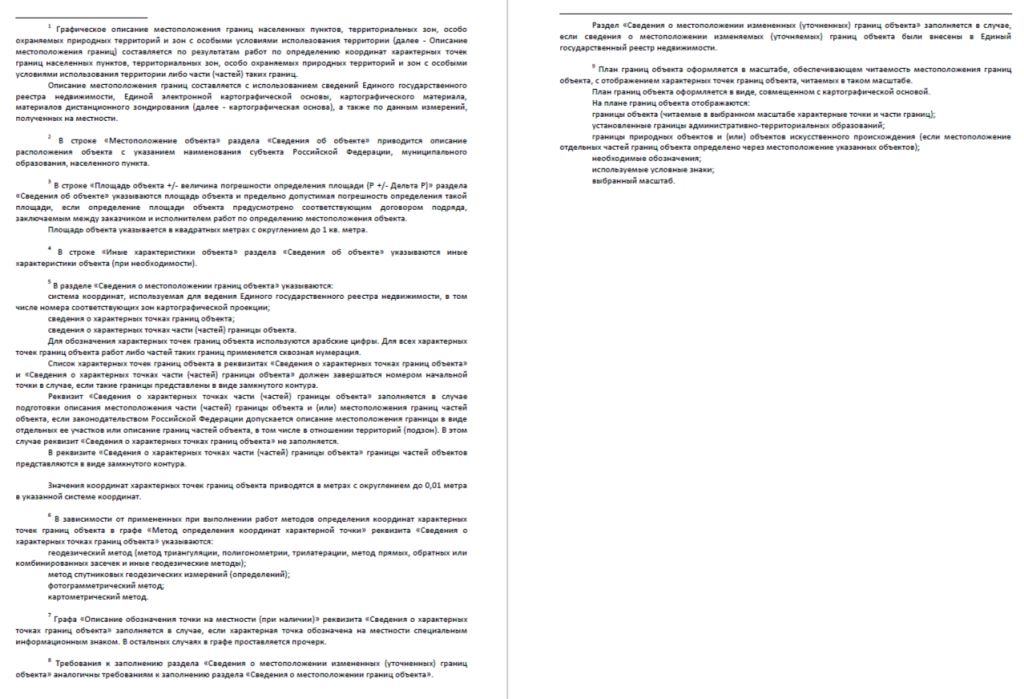 1 Графическое описание местоположения границ населенных пунктов, территориальных зон, особо
охраняемых природных территорий и зон с особыми условиями использования территории (далее - Описание
местоположения границ) составляется по результатам работ по определению координат характерных точек
границ населенных пунктов, территориальных зон, особо охраняемых природных территорий и зон с особыми
условиями использования территории либо части (частей) таких границ.
Описание местоположения границ составляется с использованием сведений Единого государственного
реестра недвижимости, Единой электронной картографической основы, картографического материала,
материалов дистанционного зондирования (далее - картографическая основа), а также по данным измерений,
полученных на местности.
2 В строке «Местоположение объекта» раздела «Сведения об объекте» приводится описание
расположения объекта с указанием наименования субъекта Российской Федерации, муниципального
образования, населенного пункта.
3 В строке «Площадь объекта +/- величина погрешности определения площади (P +/- Дельта P)» раздела
«Сведения об объекте» указываются площадь объекта и предельно допустимая погрешность определения такой
площади, если определение площади объекта предусмотрено соответствующим договором подряда,
заключаемым между заказчиком и исполнителем работ по определению местоположения объекта.
Площадь объекта указывается в квадратных метрах с округлением до 1 кв. метра.
4 В строке «Иные характеристики объекта» раздела «Сведения об объекте» указываются иные
характеристики объекта (при необходимости).
5 В разделе «Сведения о местоположении границ объекта» указываются:
система координат, используемая для ведения Единого государственного реестра недвижимости, в том
числе номера соответствующих зон картографической проекции;
сведения о характерных точках границ объекта;
сведения о характерных точках части (частей) границы объекта.
Для обозначения характерных точек границ объекта используются арабские цифры. Для всех характерных
точек границ объекта работ либо частей таких границ применяется сквозная нумерация.
Список характерных точек границ объекта в реквизитах «Сведения о характерных точках границ объекта»
и «Сведения о характерных точках части (частей) границы объекта» должен завершаться номером начальной
точки в случае, если такие границы представлены в виде замкнутого контура.
Реквизит «Сведения о характерных точках части (частей) границы объекта» заполняется в случае
подготовки описания местоположения части (частей) границы объекта и (или) местоположения границ частей
объекта, если законодательством Российской Федерации допускается описание местоположения границы в виде
отдельных ее участков или описание границ частей объекта, в том числе в отношении территорий (подзон). В этом
случае реквизит «Сведения о характерных точках границ объекта» не заполняется.
В реквизите «Сведения о характерных точках части (частей) границы объекта» границы частей объектов
представляются в виде замкнутого контура.
Значения координат характерных точек границ объекта приводятся в метрах с округлением до 0,01 метра
в указанной системе координат.
6 В зависимости от примененных при выполнении работ методов определения координат характерных
точек границ объекта в графе «Метод определения координат характерной точки» реквизита «Сведения о
характерных точках границ объекта» указываются:
геодезический метод (метод триангуляции, полигонометрии, трилатерации, метод прямых, обратных или
комбинированных засечек и иные геодезические методы);
метод спутниковых геодезических измерений (определений);
фотограмметрический метод;
картометрический метод.
7 Графа «Описание обозначения точки на местности (при наличии)» реквизита «Сведения о характерных
точках границ объекта» заполняется в случае, если характерная точка обозначена на местности специальным
информационным знаком. В остальных случаях в графе проставляется прочерк.
8 Требования к заполнению раздела «Сведения о местоположении измененных (уточненных) границ
объекта» аналогичны требованиям к заполнению раздела «Сведения о местоположении границ объекта».
Раздел «Сведения о местоположении измененных (уточненных) границ объекта» заполняется в случае,
если сведения о местоположении изменяемых (уточняемых) границ объекта были внесены в Единый
государственный реестр недвижимости.
9 План границ объекта оформляется в масштабе, обеспечивающем читаемость местоположения границ
объекта, с отображением характерных точек границ объекта, читаемых в таком масштабе.
План границ объекта оформляется в виде, совмещенном с картографической основой.
На плане границ объекта отображаются:
границы объекта (читаемые в выбранном масштабе характерные точки и части границ);
установленные границы административно-территориальных образований;
границы природных объектов и (или) объектов искусственного происхождения (если местоположение
отдельных частей границ объекта определено через местоположение указанных объектов);
необходимые обозначения;
используемые условные знаки;
выбранный масштаб.